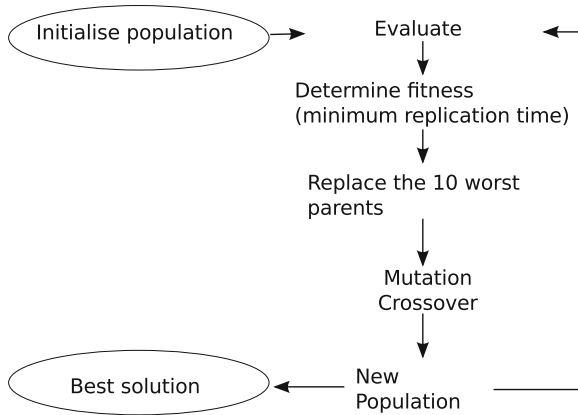 Initialise population
Evaluate
Determine fitness
(minimum replication time)
Replace the 10 worst
parents
Mutation
Crossover
New
Population
Best solution